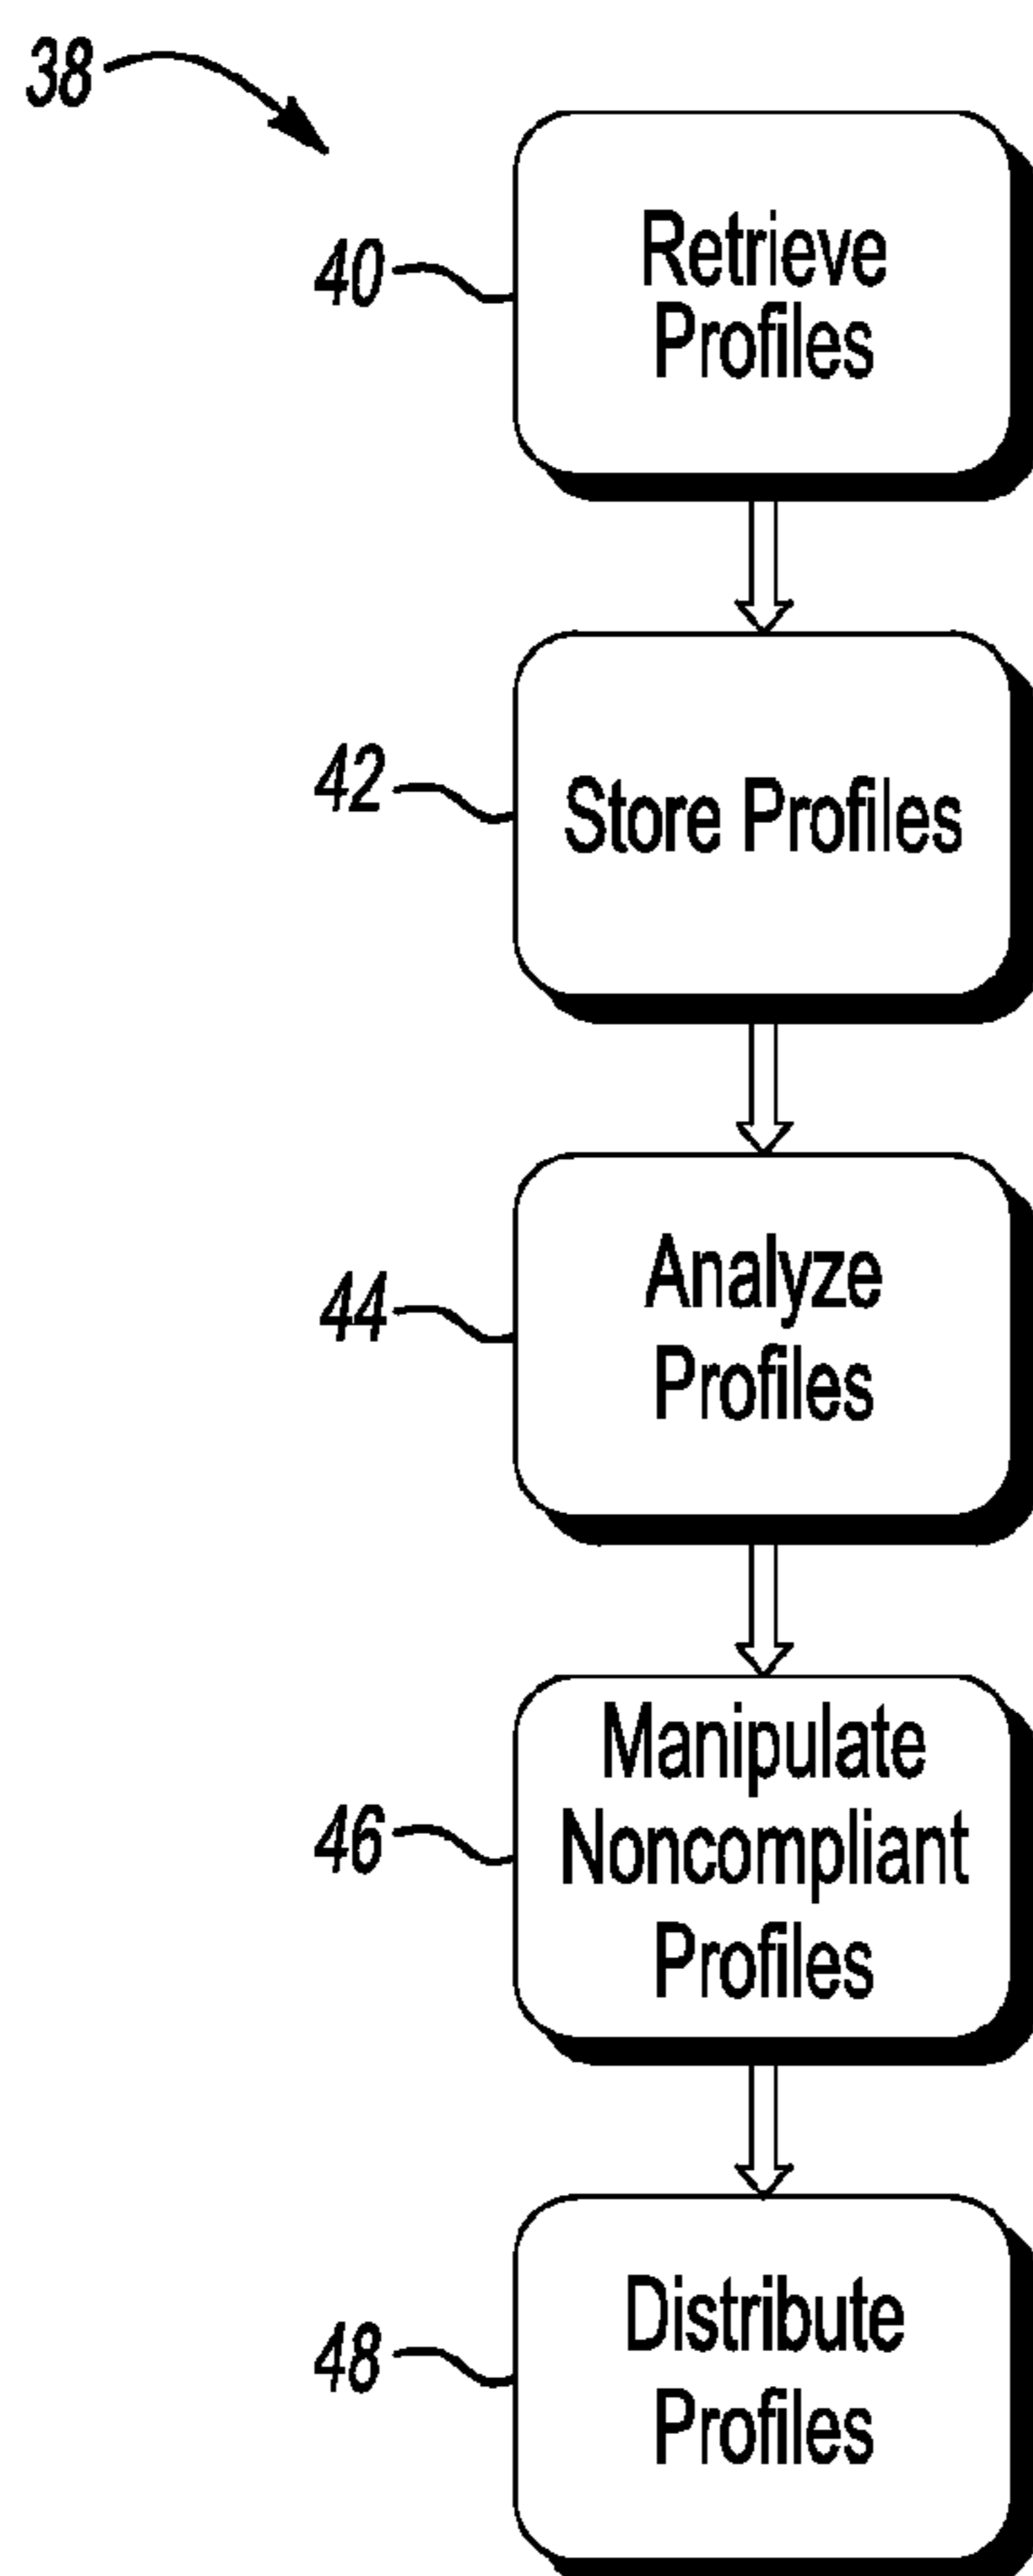 38
40
Retrieve
Profiles
42
Store Profiles
44
Analyze
Profiles
46
Manipulate
Noncompliant
Profiles
48
Distribute
Profiles